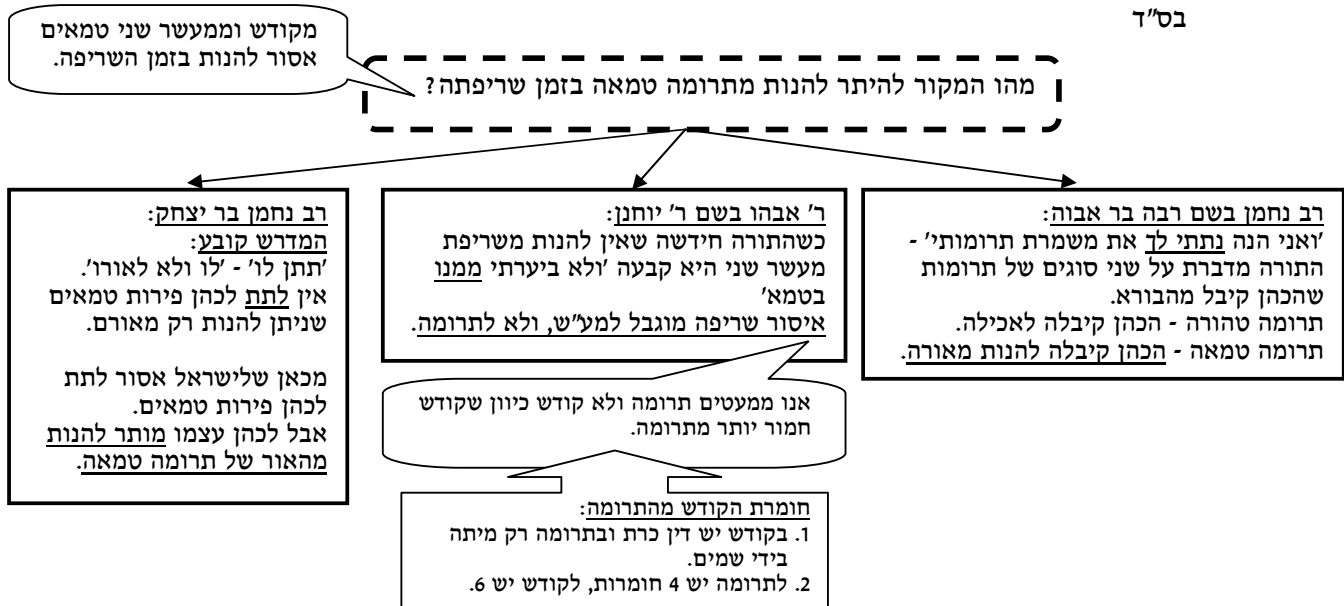 בס"ד
מקודש וממעשר שני טמאים
אסור להנות בזמן השריפה.
מהו המקור להיתר להנות מתרומה טמאה בזמן שריפתה?
רב נחמן בשם רבה בר אבוה:
'ואני הנה נתתי לך את משמרת תרומותי' -
התורה מדברת על שני סוגים של תרומות
שהכהן קיבל מהבורא.
תרומה טהורה - הכהן קיבלה לאכילה.
תרומה טמאה - הכהן קיבלה להנות מאורה.
ר' אבהו בשם ר' יוחנן:
כשהתורה חידשה שאין להנות משריפת
מעשר שני היא קבעה 'ולא ביערתי ממנו
בטמא'
איסור שריפה מוגבל למע"ש, ולא לתרומה.
אנו ממעטים תרומה ולא קודש כיוון שקודש
חמור יותר מתרומה.
חומרת הקודש מהתרומה:
1. בקודש יש דין כרת ובתרומה רק מיתה
בידי שמים.
2. לתרומה יש 4 חומרות, לקודש יש 6.
רב נחמן בר יצחק:
המדרש קובע:
'תתן לו' - 'לו ולא לאורו'.
אין לתת לכהן פירות טמאים
שניתן להנות רק מאורם.
מכאן שלישראל אסור לתת
לכהן פירות טמאים.
אבל לכהן עצמו מותר להנות
מהאור של תרומה טמאה.